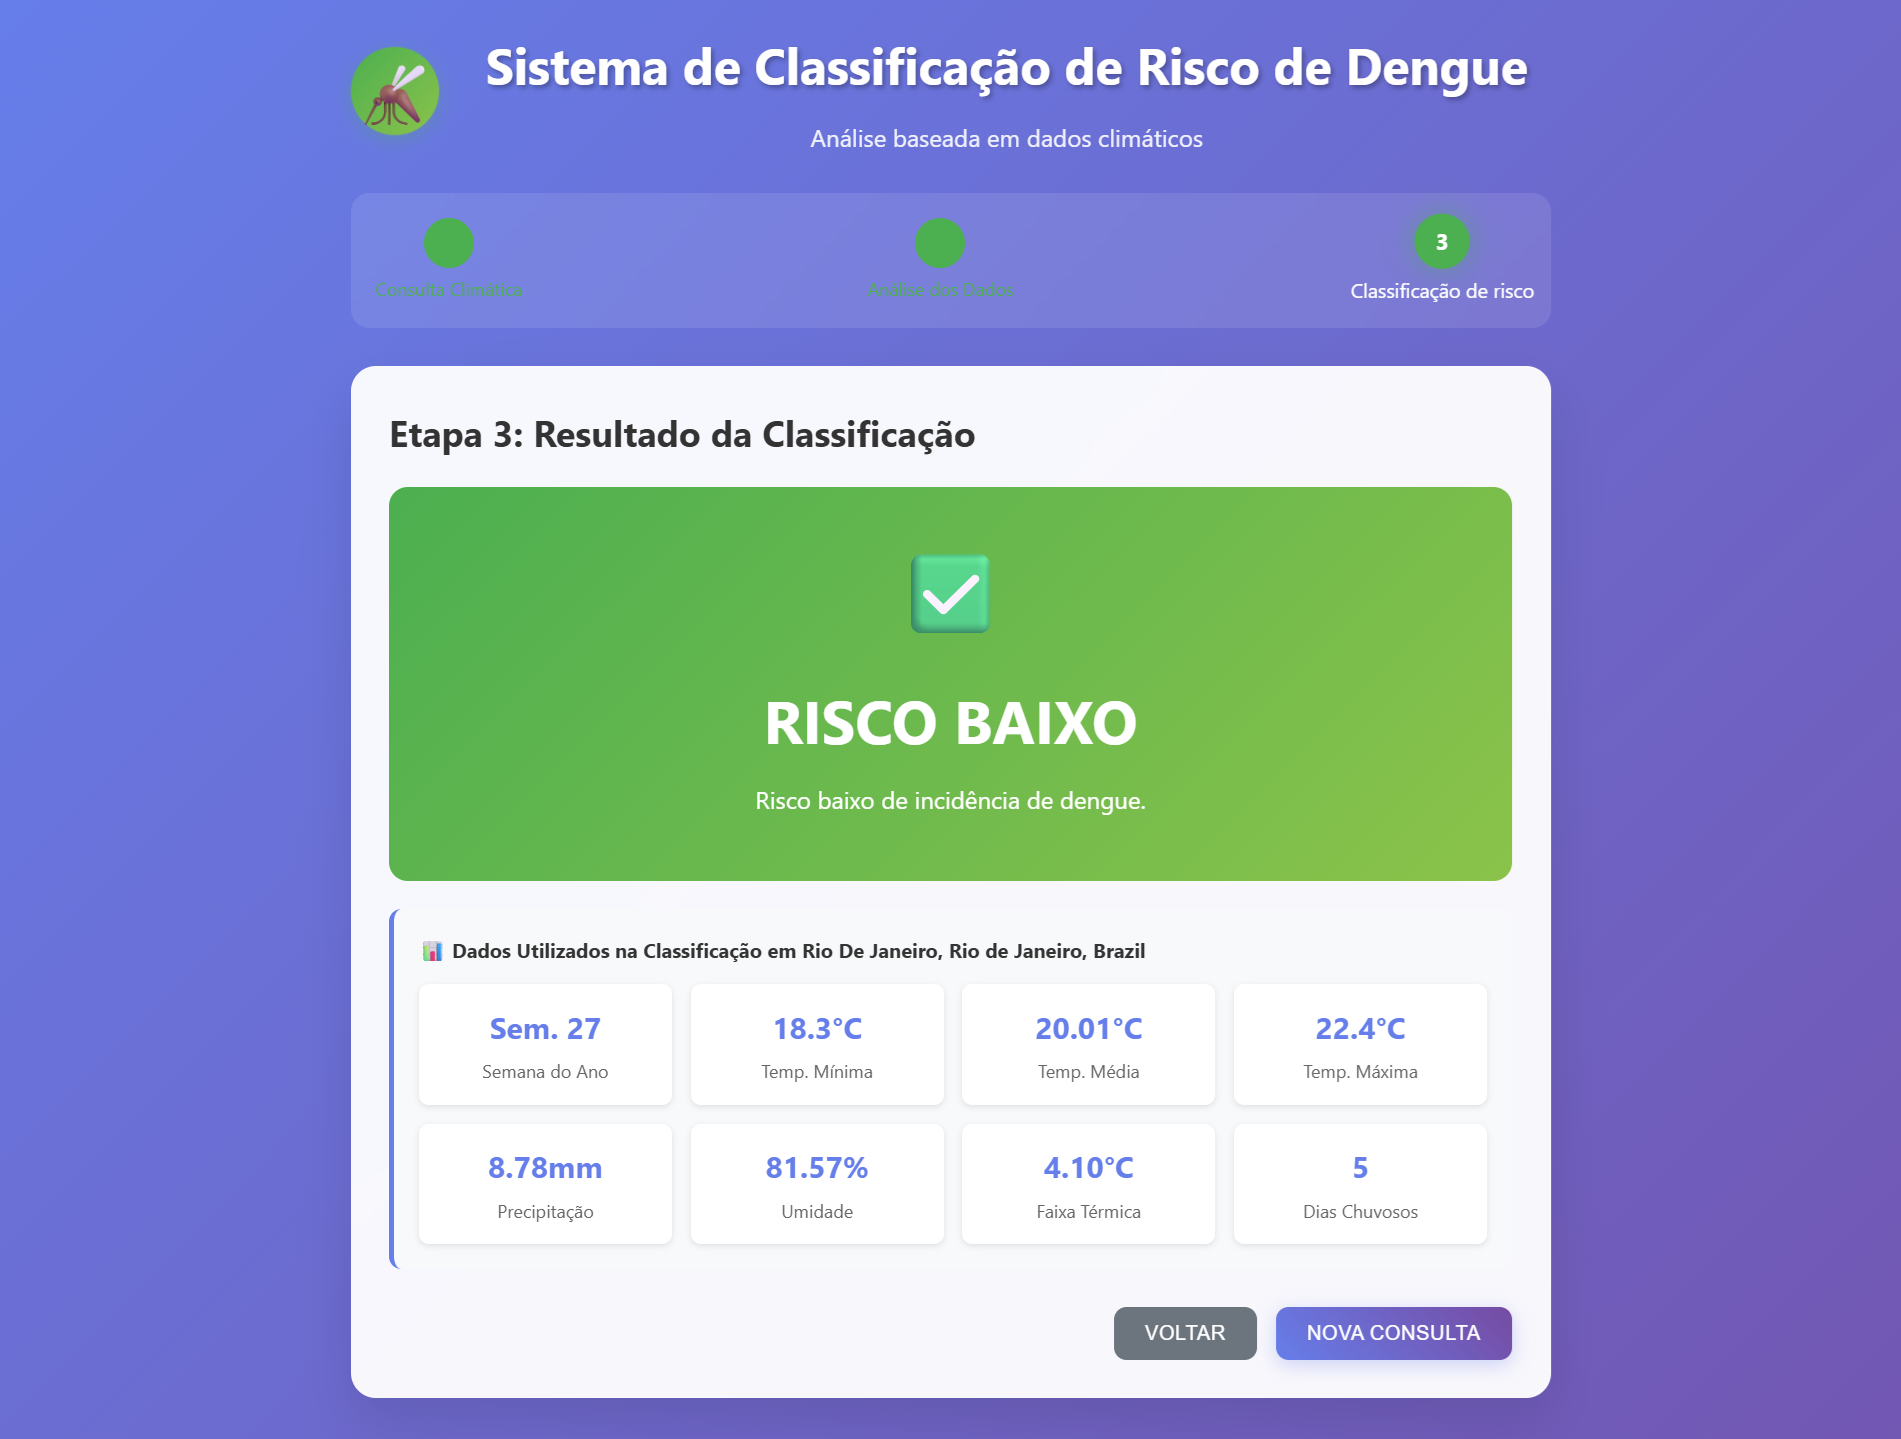 Sistema de Classificação de Risco de Dengue
Análise baseada em dados climáticos
3
Consulta Climática
Análise dos Dados
Classificação de risco
Etapa 3: Resultado da Classificação
RISCO BAIXO
Risco baixo de incidência de dengue.
Dados Utilizados na Classificação em Rio De Janeiro, Rio de Janeiro, Brazil
Sem. 27
Semana do Ano
18.3°C
Temp. Mínima
20.01°C
Temp. Média
22.4°C
Temp. Máxima
8.78mm
Precipitação
81.57%
Umidade
4.10°C
Faixa Térmica
5
Dias Chuvosos
VOLTAR
NOVA CONSULTA